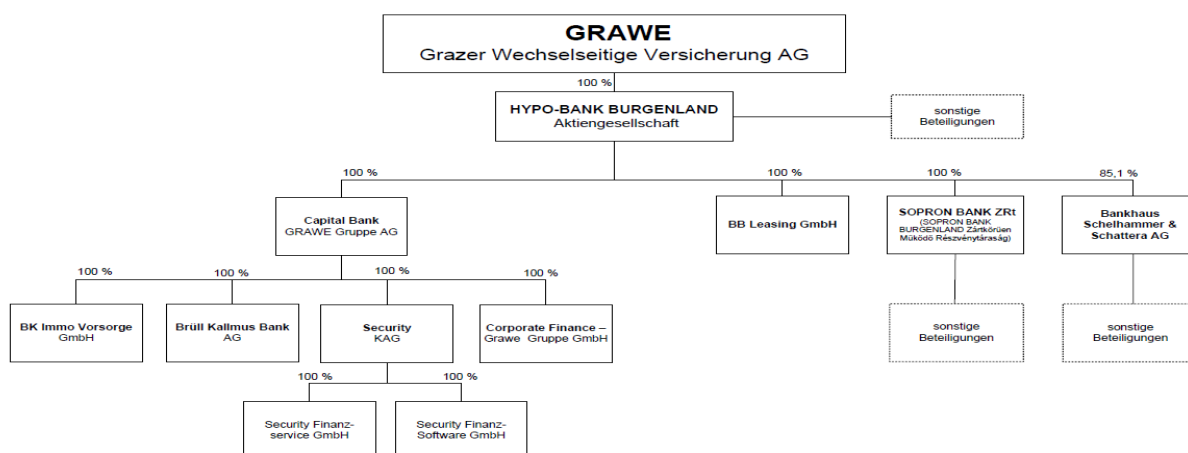 GRAWE
Grazer Wechselseitige Versicherung AG
100 %
HYPO-BANK BURGENLAND
Aktiengesellschaft
sonstige
Beteiligungen
100 %
100 %
100 %
85,1 %
Capital Bank
GRAWE Gruppe AG
BB Leasing GmbH
SOPRON BANK ZRt
(SOPRON BANK
BURGENLAND Zártkörüen
Müködö Részvénytáraság)
Bankhaus
Schelhammer &
Schattera AG
100 %
100 %
100 %
100 %
BK Immo Vorsorge
GmbH
Brüll Kallmus Bank
AG
Security
KAG
Corporate Finance –
Grawe Gruppe GmbH
sonstige
Beteiligungen
sonstige
Beteiligungen
100 %
100 %
Security Finanz-
service GmbH
Security Finanz-
Software GmbH